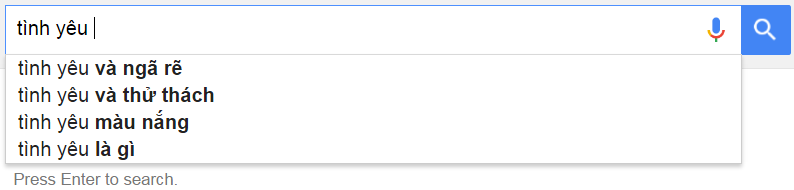 tình yêu
tình yêu và ngã rẽ
tình yêu và thử thách
tình yêu màu nắng
tình yêu là gì
Press Enter to search.